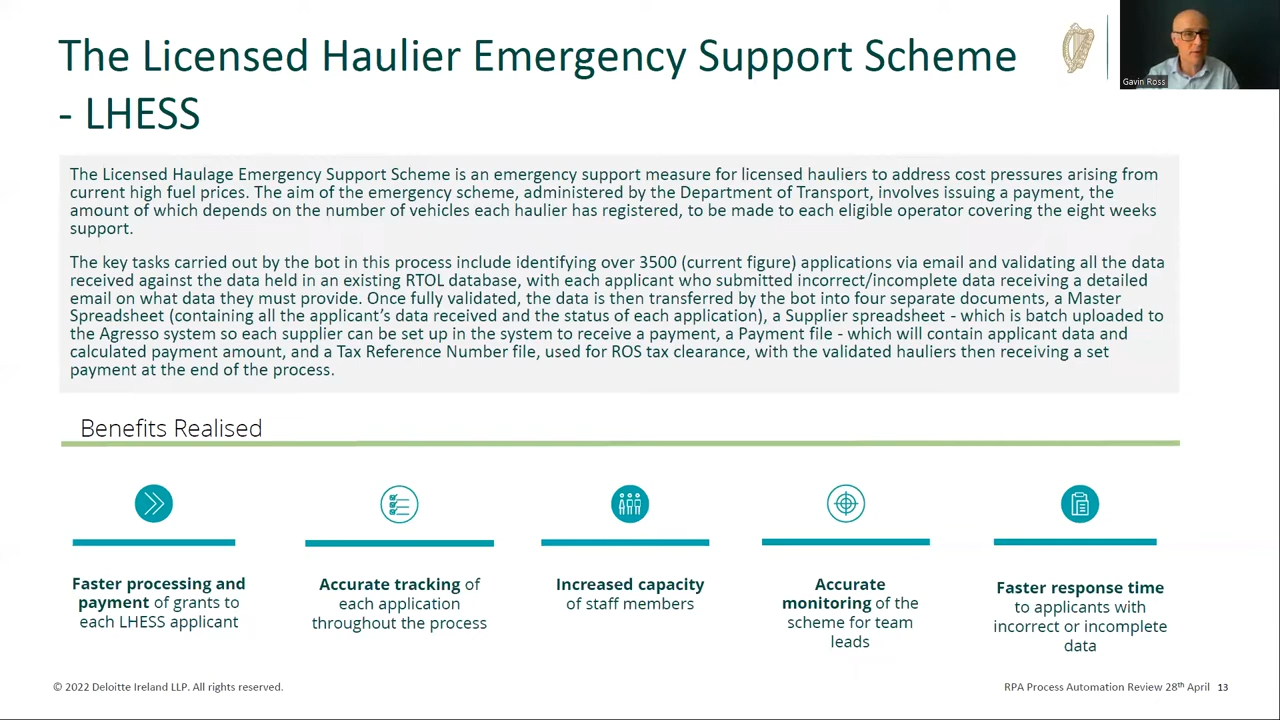 The Licensed Haulier Emergency Support Scheme
- LHESS
Gavin Ross
The Licensed Haulage Emergency Support Scheme is an emergency support measure for licensed hauliers to address cost pressures arising from
current high fuel prices. The aim of the emergency scheme, administered by the Department of Transport, involves issuing a payment, the
amount of which depends on the number of vehicles each haulier has registered, to be made to each eligible operator covering the eight weeks
support.
The key tasks carried out by the bot in this process include identifying over 3500 (current figure) applications via email and validating all the data
received against the data held in an existing RTOL database, with each applicant who submitted incorrect/incomplete data receiving a detailed
email on what data they must provide. Once fully validated, the data is then transferred by the bot into four separate documents, a Master
Spreadsheet (containing all the applicant's data received and the status of each application), a Supplier spreadsheet - which is batch uploaded to
the Agresso system so each supplier can be set up in the system to receive a payment, a Payment file - which will contain applicant data and
calculated payment amount, and a Tax Reference Number file, used for ROS tax clearance, with the validated hauliers then receiving a set
payment at the end of the process.
Benefits Realised
Faster processing and
payment of grants to
each LHESS applicant
Accurate tracking of
each application
throughout the process
Increased capacity
of staff members
Accurate
monitoring of the
scheme for team
leads
Faster response time
to applicants with
incorrect or incomplete
data
© 2022 Deloitte Ireland LLP. All rights reserved.
RPA Process Automation Review 28th April 13